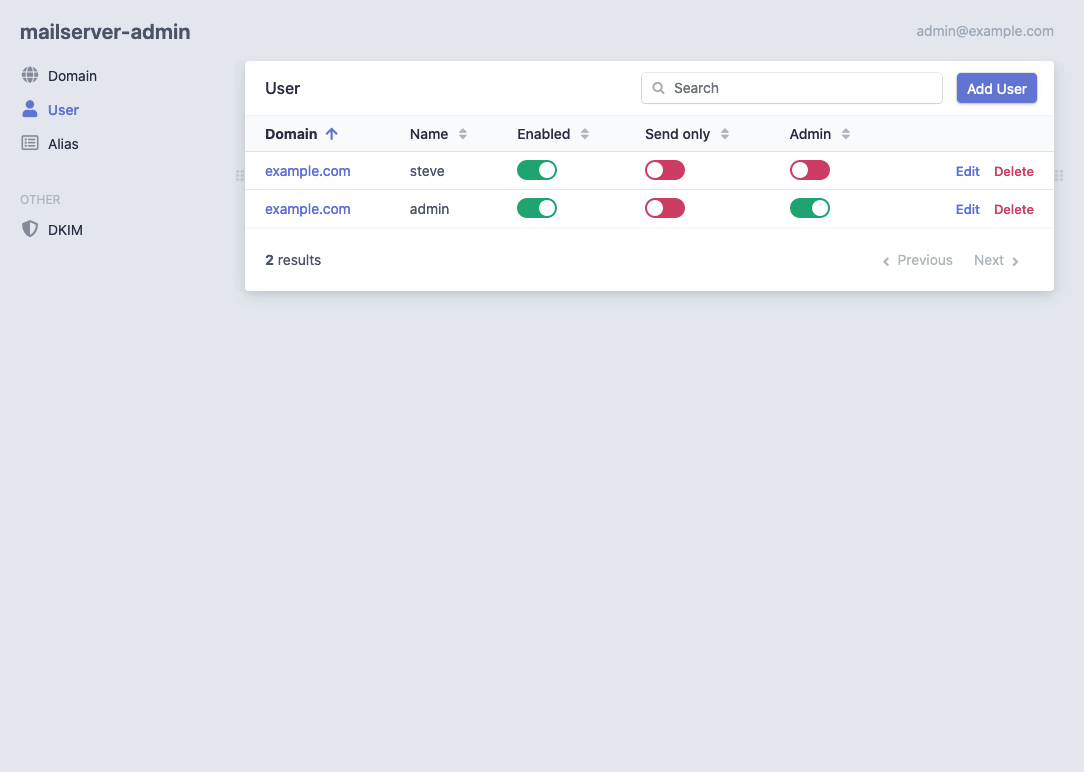 mailserver-admin
admin@example.com
Domain
User
Alias
OTHER
DKIM
User
Search
Add User
Domain Name Enabled Send only Admin
example.com steve Edit Delete
example.com admin Edit Delete
2 results
Previous Next